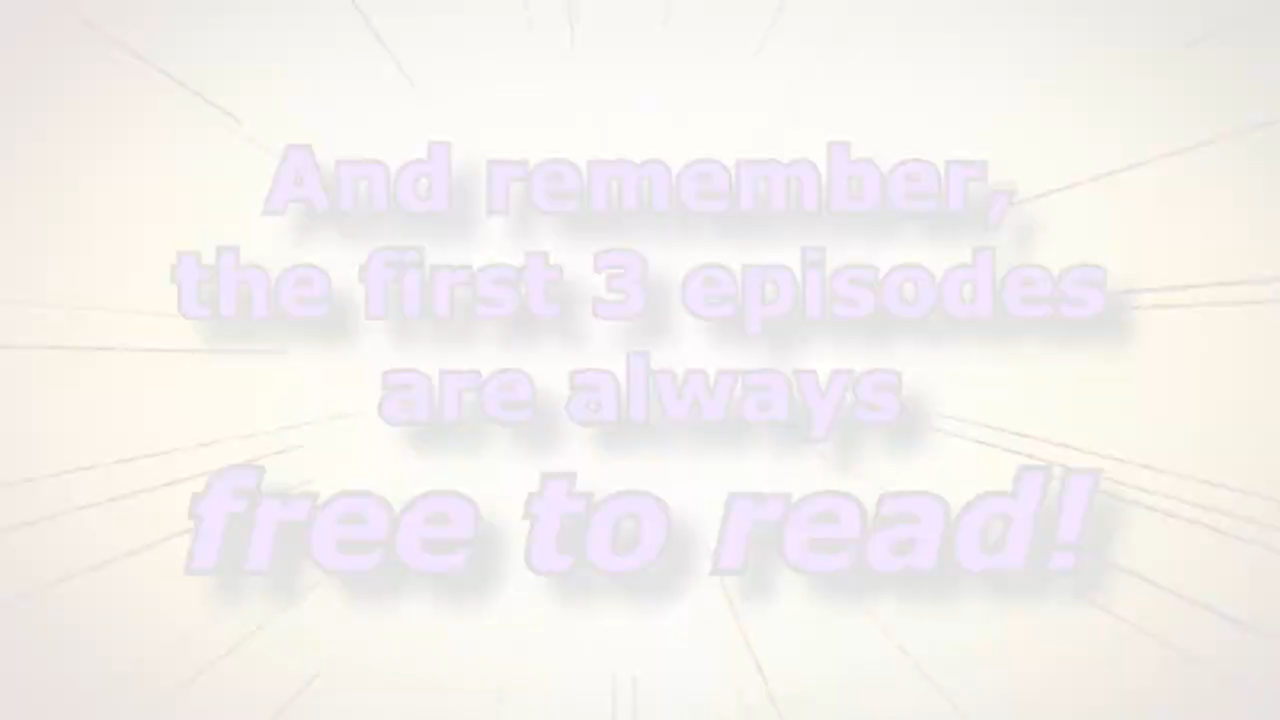 And remember,
the first 3 episodes
are always
free to read!